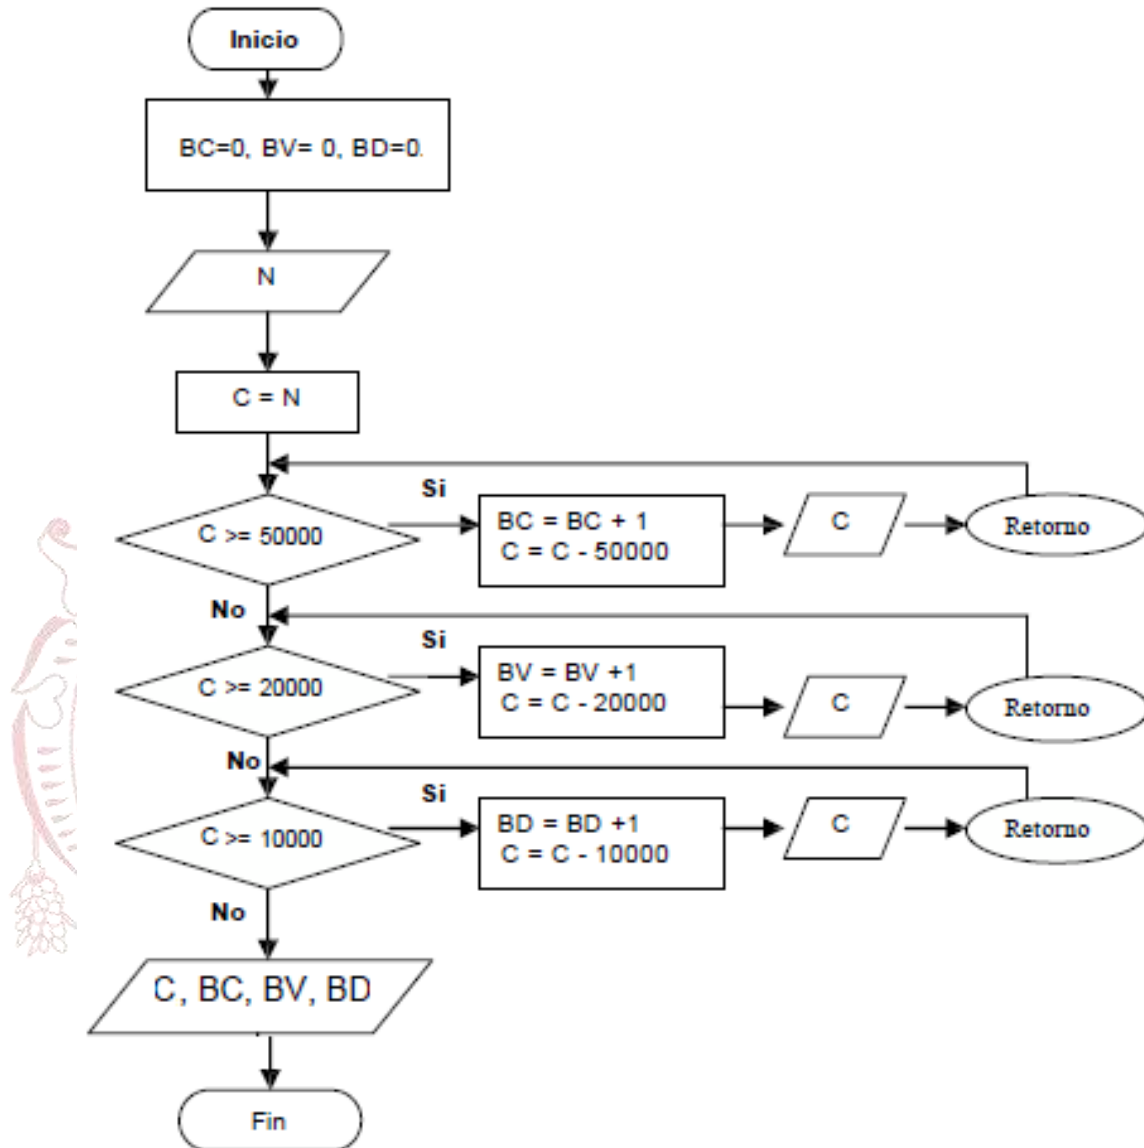 Inicio
BC=0, BV= 0, BD=0.
N
C = N
C >= 50000
Si
BC = BC + 1
C = C - 50000
C
Retorno
No
C >= 20000
Si
BV = BV +1
C = C - 20000
C
Retorno
No
C >= 10000
Si
BD = BD +1
C = C - 10000
C
Retorno
No
C, BC, BV, BD
Fin